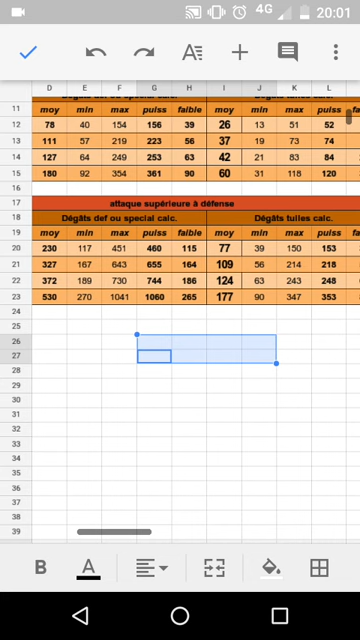 4G 20:01
D E F G H I J K L
11 moy min max puiss faible moy min max puiss
12 78 40 154 156 39 26 13 51 52
13 111 57 219 223 56 37 19 73 74
14 127 64 249 253 63 42 21 83 84
15 180 92 354 361 90 60 31 118 120
16
17 attaque supérieure à défense
18 Dégâts def ou special calc. Dégâts tuiles calc.
19 moy min max puiss faible moy min max puiss fa
20 230 117 451 460 115 77 39 150 153
21 327 167 643 655 164 109 56 214 218
22 372 189 730 744 186 124 63 243 248
23 530 270 1041 1060 265 177 90 347 353
24
25
26
27
28
29
30
31
32
33
34
35
36
37
38
39
B A